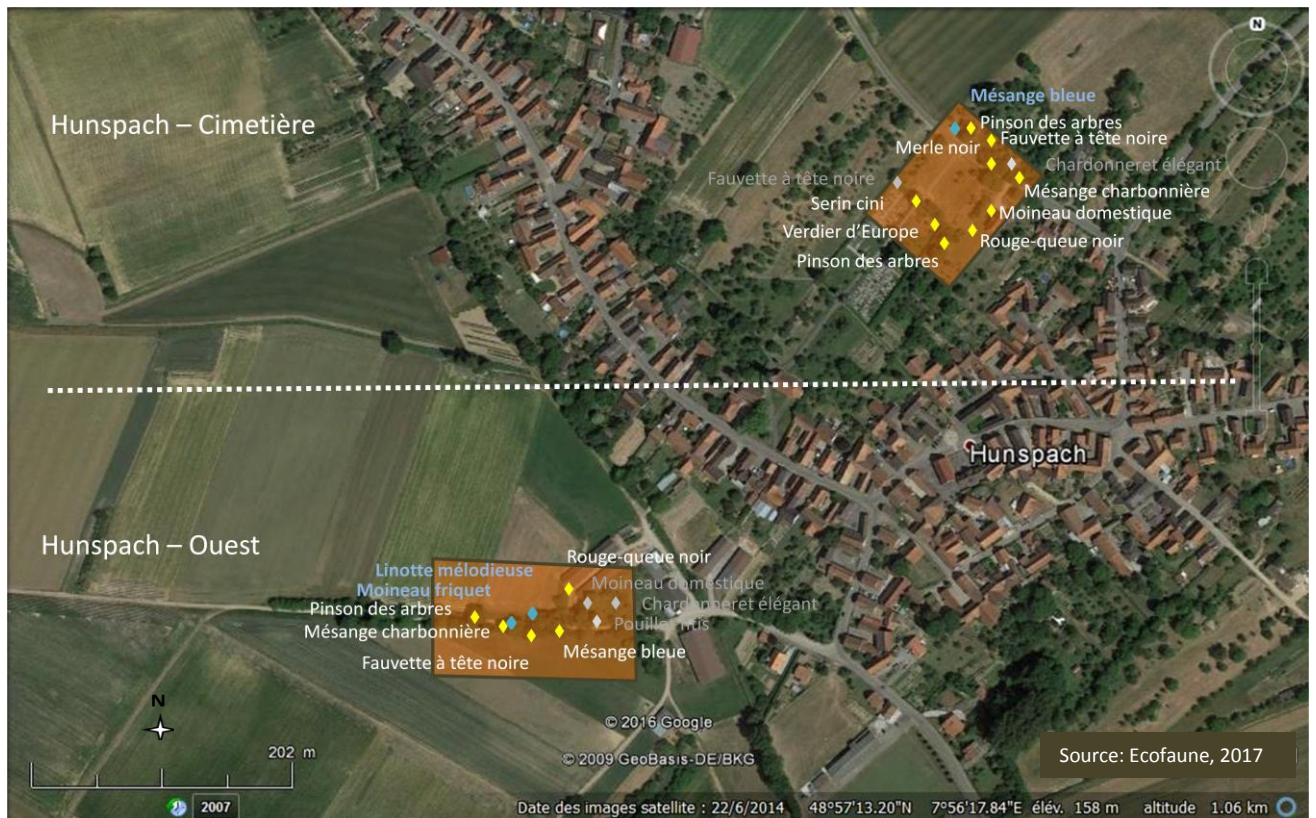 N
Hunspach – Cimetière
Mésange bleue
Pinson des arbres
Merle noir
Fauvette à tête noire
Chardonneret élégant
Fauvette à tête noire
Mésange charbonnière
Serin cini
Moineau domestique
Verdier d'Europe
Rouge-queue noir
Pinson des arbres
Hunspach
Hunspach – Ouest
Rouge-queue noir
Linotte mélodieuse
Moineau domestique
Moineau friquet
Chardonneret élégant
Pinson des arbres
Pouillot fitis
Mésange charbonnière
Mésange bleue
Fauvette à tête noire
N
© 2016 Google
202 m
© 2009 GeoBasis-DE/BKG
Source: Ecofaune, 2017
2007
Date des images satellite : 22/6/2014 48°57'13.20"N 7°56'17.84"E élév. 158 m altitude 1.06 km